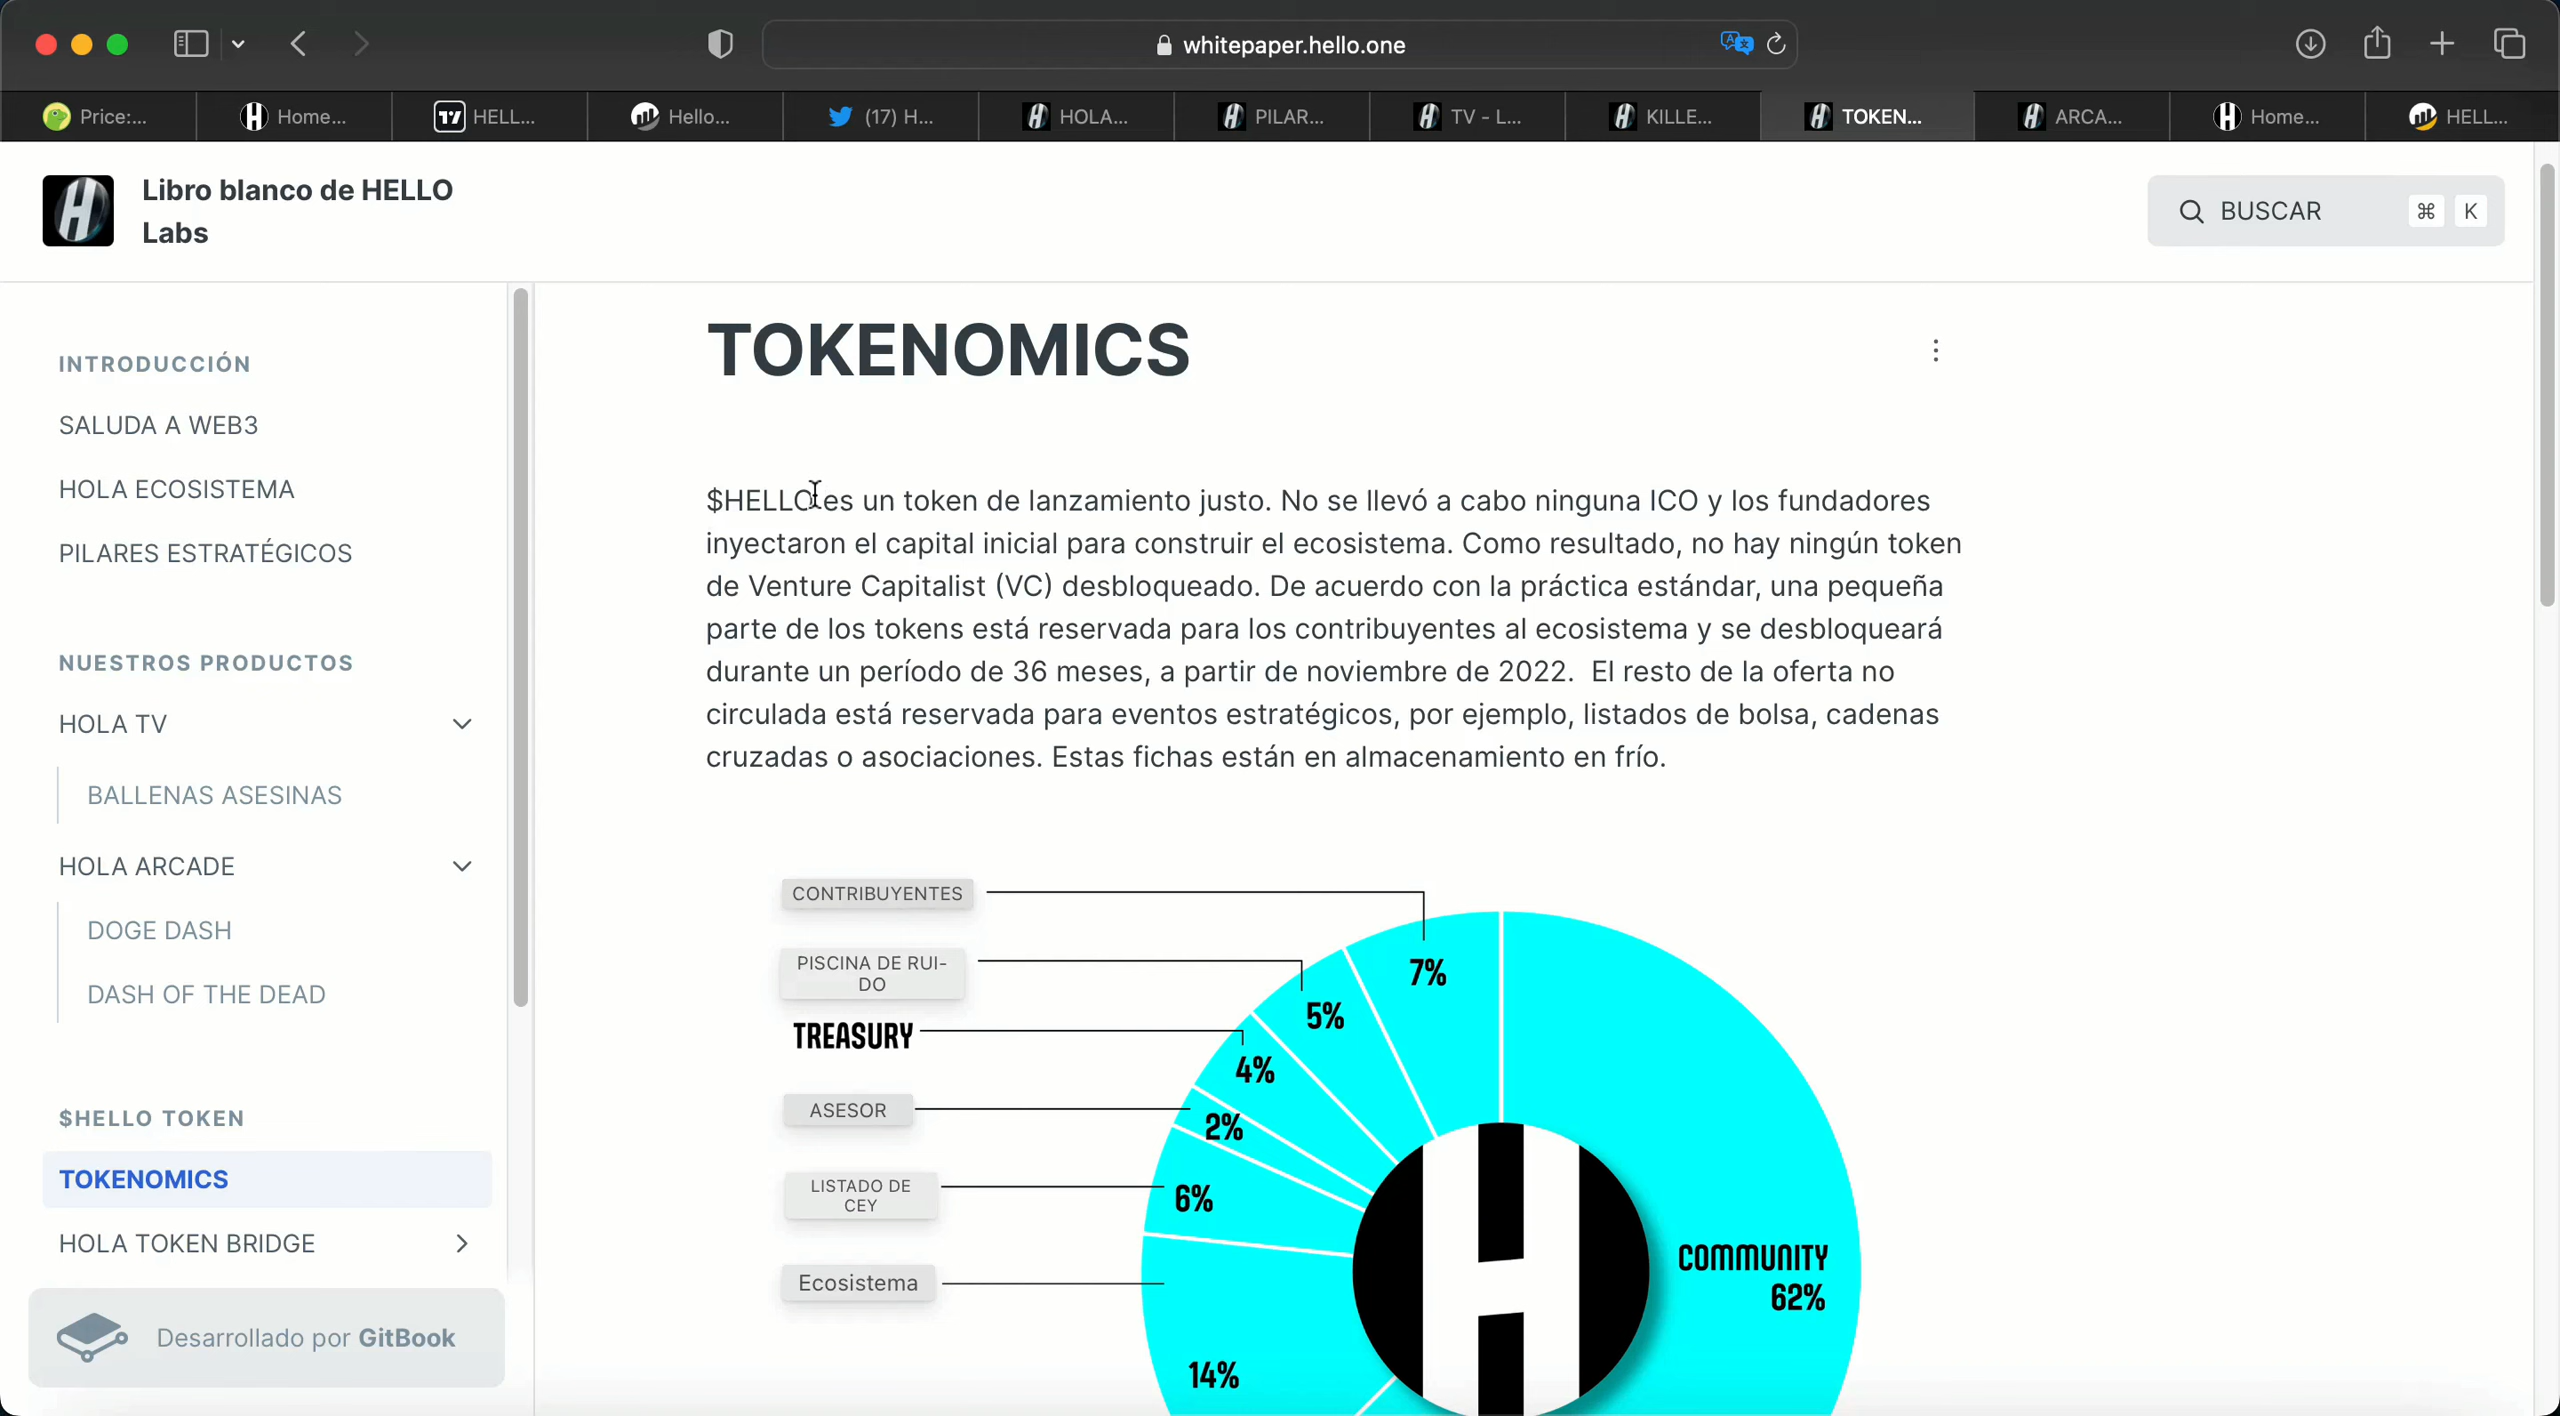 whitepaper.hello.one
Price:...
Home...
HELL...
Hello...
(17) H...
HOLA...
PILAR...
TV - L...
KILLE...
TOKEN...
ARCA...
Home...
HELL...
Libro blanco de HELLO
Labs
BUSCAR
⌘ K
INTRODUCCIÓN
SALUDA A WEB3
HOLA ECOSISTEMA
PILARES ESTRATÉGICOS
NUESTROS PRODUCTOS
HOLA TV
BALLENAS ASESINAS
HOLA ARCADE
DOGE DASH
DASH OF THE DEAD
$HELLO TOKEN
TOKENOMICS
HOLA TOKEN BRIDGE
Desarrollado por GitBook
TOKENOMICS
$HELLO es un token de lanzamiento justo. No se llevó a cabo ninguna ICO y los fundadores
inyectaron el capital inicial para construir el ecosistema. Como resultado, no hay ningún token
de Venture Capitalist (VC) desbloqueado. De acuerdo con la práctica estándar, una pequeña
parte de los tokens está reservada para los contribuyentes al ecosistema y se desbloqueará
durante un período de 36 meses, a partir de noviembre de 2022. El resto de la oferta no
circulada está reservada para eventos estratégicos, por ejemplo, listados de bolsa, cadenas
cruzadas o asociaciones. Estas fichas están en almacenamiento en frío.
CONTRIBUYENTES
7%
PISCINA DE RUI-
DO
5%
TREASURY
4%
ASESOR
2%
LISTADO DE
CEY
6%
Ecosistema
14%
COMMUNITY
62%